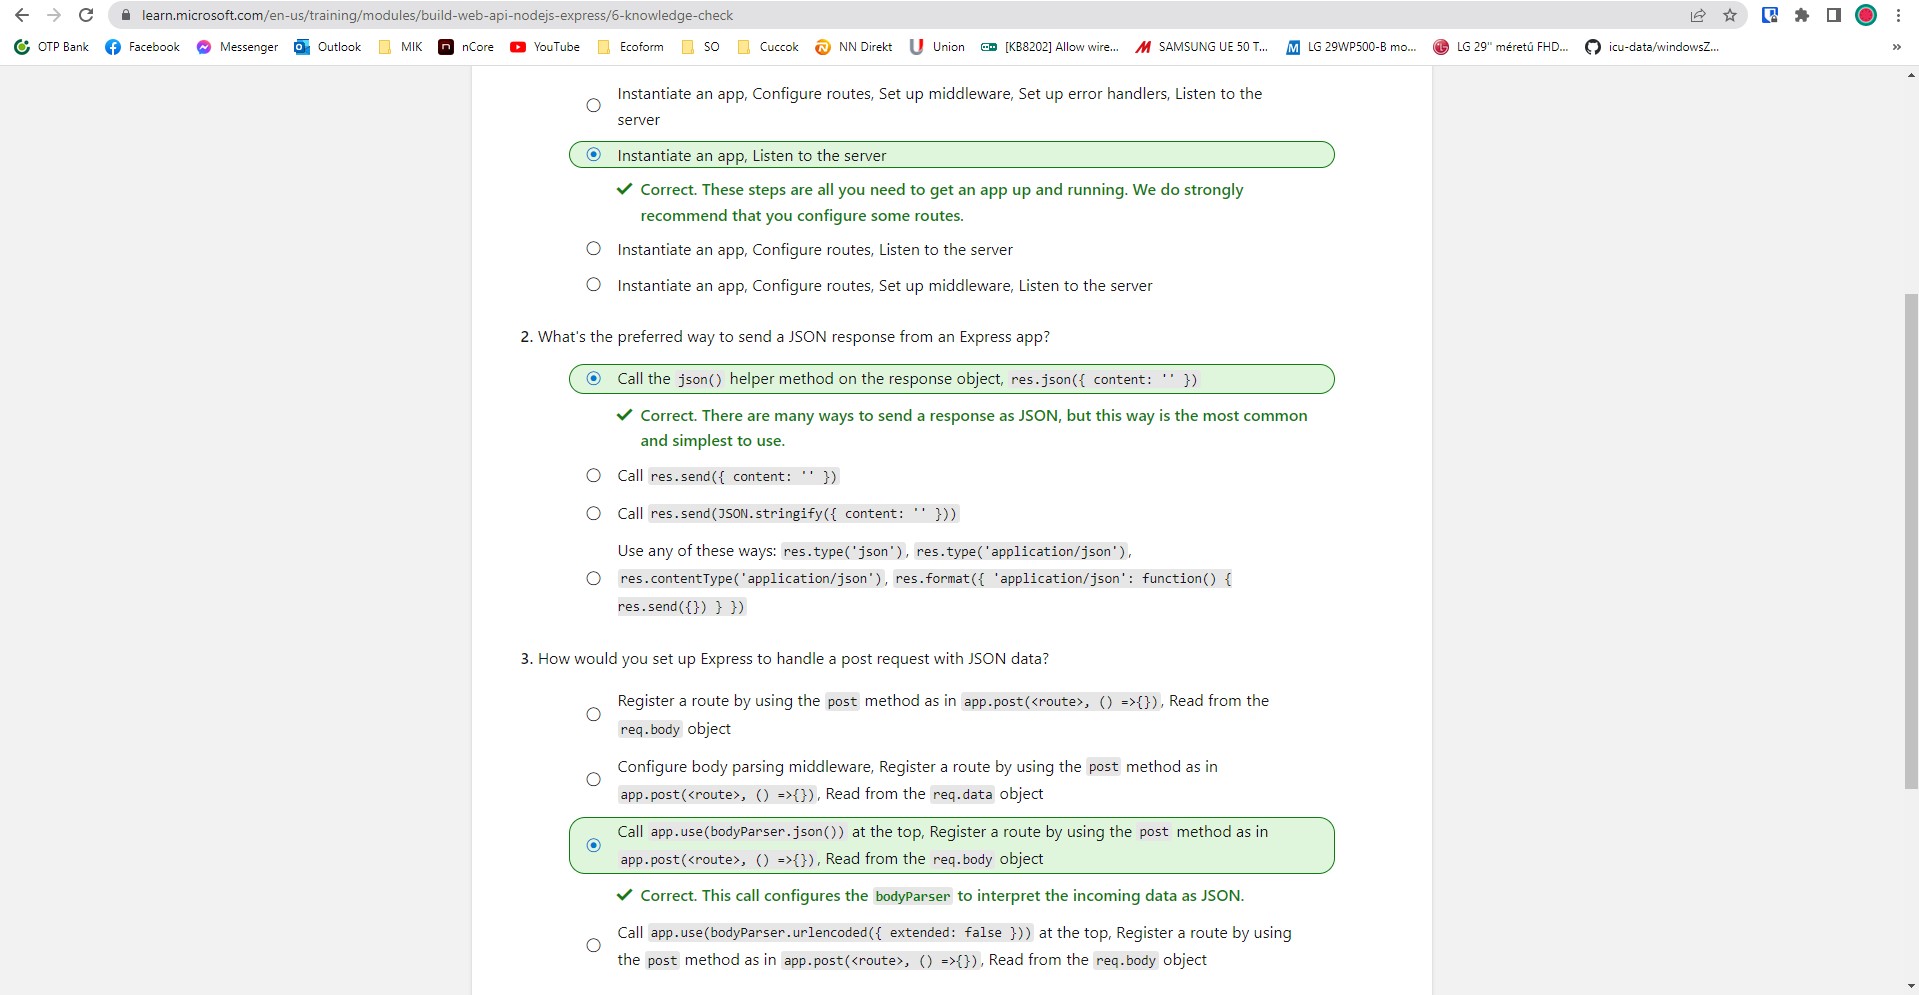 learn.microsoft.com/en-us/training/modules/build-web-api-nodejs-express/6-knowledge-check
OTP Bank Facebook Messenger Outlook MIK nCore YouTube Ecoform SO Cuccok NN Direkt Union [KB8202] Allow wire... SAMSUNG UE 50 T... LG 29WP500-B mo... LG 29" méretű FHD... icu-data/windowsZ... »
Instantiate an app, Configure routes, Set up middleware, Set up error handlers, Listen to the
server
Instantiate an app, Listen to the server
Correct. These steps are all you need to get an app up and running. We do strongly
recommend that you configure some routes.
Instantiate an app, Configure routes, Listen to the server
Instantiate an app, Configure routes, Set up middleware, Listen to the server
2. What's the preferred way to send a JSON response from an Express app?
Call the json() helper method on the response object, res.json({ content: '' })
Correct. There are many ways to send a response as JSON, but this way is the most common
and simplest to use.
Call res.send({ content: '' })
Call res.send(JSON.stringify({ content: '' }))
Use any of these ways: res.type('json'), res.type('application/json'),
res.contentType('application/json'), res.format({ 'application/json': function() {
res.send({}) } })
3. How would you set up Express to handle a post request with JSON data?
Register a route by using the post method as in app.post(<route>, () =>{}), Read from the
req.body object
Configure body parsing middleware, Register a route by using the post method as in
app.post(<route>, () =>{}), Read from the req.data object
Call app.use(bodyParser.json()) at the top, Register a route by using the post method as in
app.post(<route>, () =>{}), Read from the req.body object
Correct. This call configures the bodyParser to interpret the incoming data as JSON.
Call app.use(bodyParser.urlencoded({ extended: false })) at the top, Register a route by using
the post method as in app.post(<route>, () =>{}), Read from the req.body object